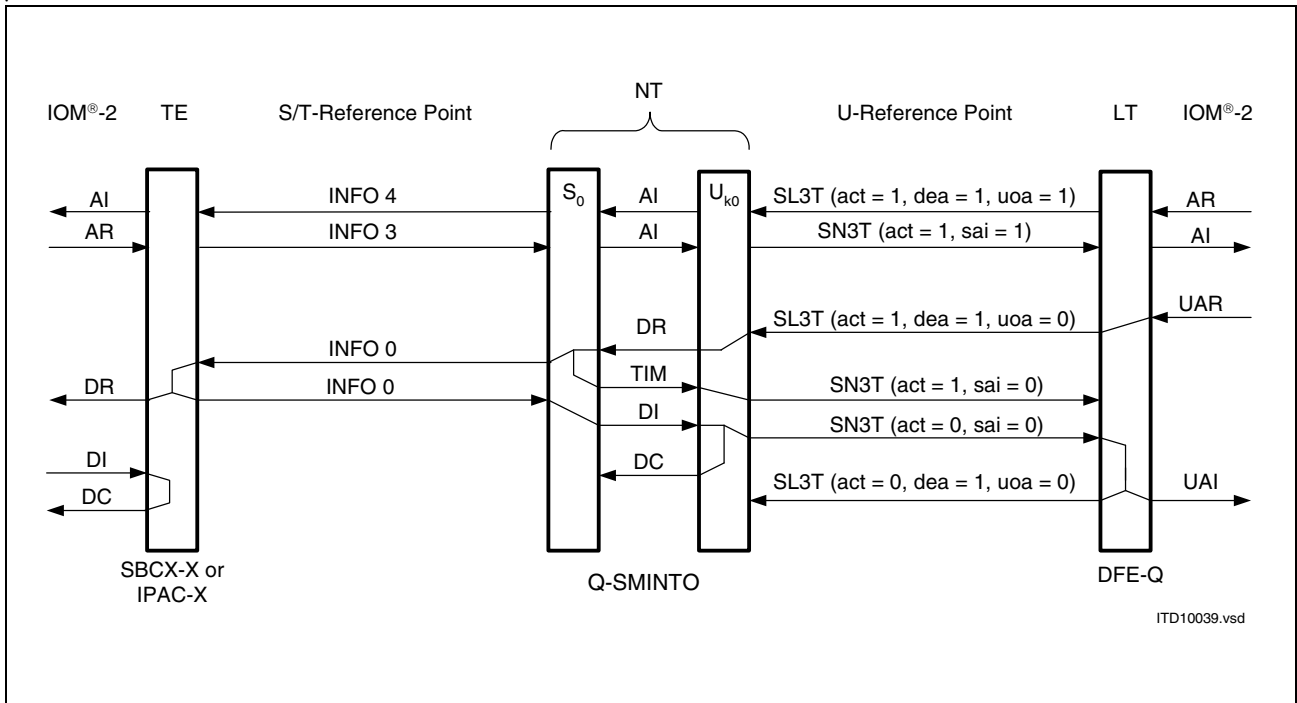 NT
IOM®-2 TE S/T-Reference Point U-Reference Point LT IOM®-2
S0 Uk0
AI INFO 4 AI SL3T (act = 1, dea = 1, uoa = 1) AR
AR INFO 3 AI SN3T (act = 1, sai = 1) AI
UAR
DR SL3T (act = 1, dea = 1, uoa = 0)
INFO 0
TIM
DR INFO 0 SN3T (act = 1, sai = 0)
DI SN3T (act = 0, sai = 0)
DI DC
DC SL3T (act = 0, dea = 1, uoa = 0) UAI
SBCX-X or
IPAC-X
Q-SMINTO
DFE-Q
ITD10039.vsd